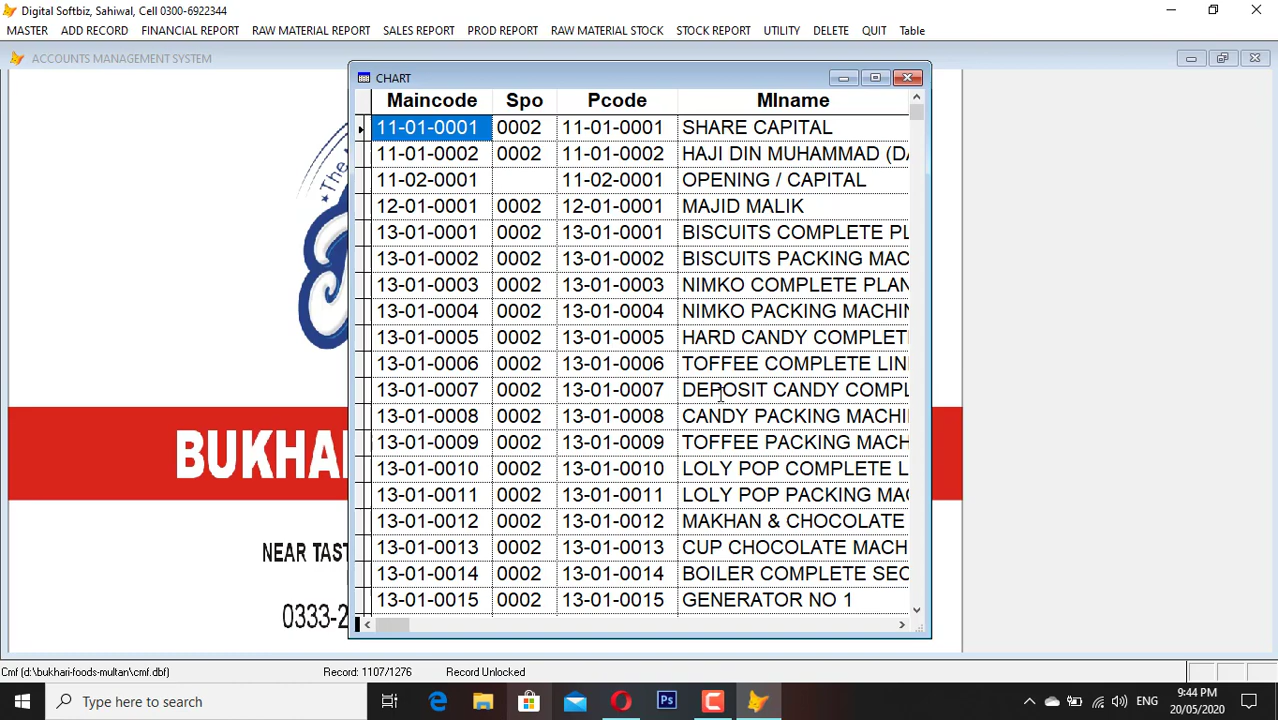 Digital Softbiz, Sahiwal, Cell 0300-6922344
MASTER ADD RECORD FINANCIAL REPORT RAW MATERIAL REPORT SALES REPORT PROD REPORT RAW MATERIAL STOCK STOCK REPORT UTILITY DELETE QUIT Table
ACCOUNTS MANAGEMENT SYSTEM
CHART
Maincode Spo Pcode Mlname
11-01-0001 0002 11-01-0001 SHARE CAPITAL
11-01-0002 0002 11-01-0002 HAJI DIN MUHAMMAD (DA
11-02-0001 11-02-0001 OPENING / CAPITAL
12-01-0001 0002 12-01-0001 MAJID MALIK
13-01-0001 0002 13-01-0001 BISCUITS COMPLETE PL
13-01-0002 0002 13-01-0002 BISCUITS PACKING MAC
13-01-0003 0002 13-01-0003 NIMKO COMPLETE PLAN
13-01-0004 0002 13-01-0004 NIMKO PACKING MACHIN
13-01-0005 0002 13-01-0005 HARD CANDY COMPLET
13-01-0006 0002 13-01-0006 TOFFEE COMPLETE LIN
13-01-0007 0002 13-01-0007 DEPOSIT CANDY COMPL
13-01-0008 0002 13-01-0008 CANDY PACKING MACHI
13-01-0009 0002 13-01-0009 TOFFEE PACKING MACH
13-01-0010 0002 13-01-0010 LOLY POP COMPLETE L
13-01-0011 0002 13-01-0011 LOLY POP PACKING MA
13-01-0012 0002 13-01-0012 MAKHAN & CHOCOLATE
13-01-0013 0002 13-01-0013 CUP CHOCOLATE MACH
13-01-0014 0002 13-01-0014 BOILER COMPLETE SEC
13-01-0015 0002 13-01-0015 GENERATOR NO 1
The
BUKHAR
NEAR TAST
0333-2
Cmf (d:\bukhari-foods-multan\cmf.dbf) Record: 1107/1276 Record Unlocked
Type here to search
Ps
ENG
9:44 PM
20/05/2020